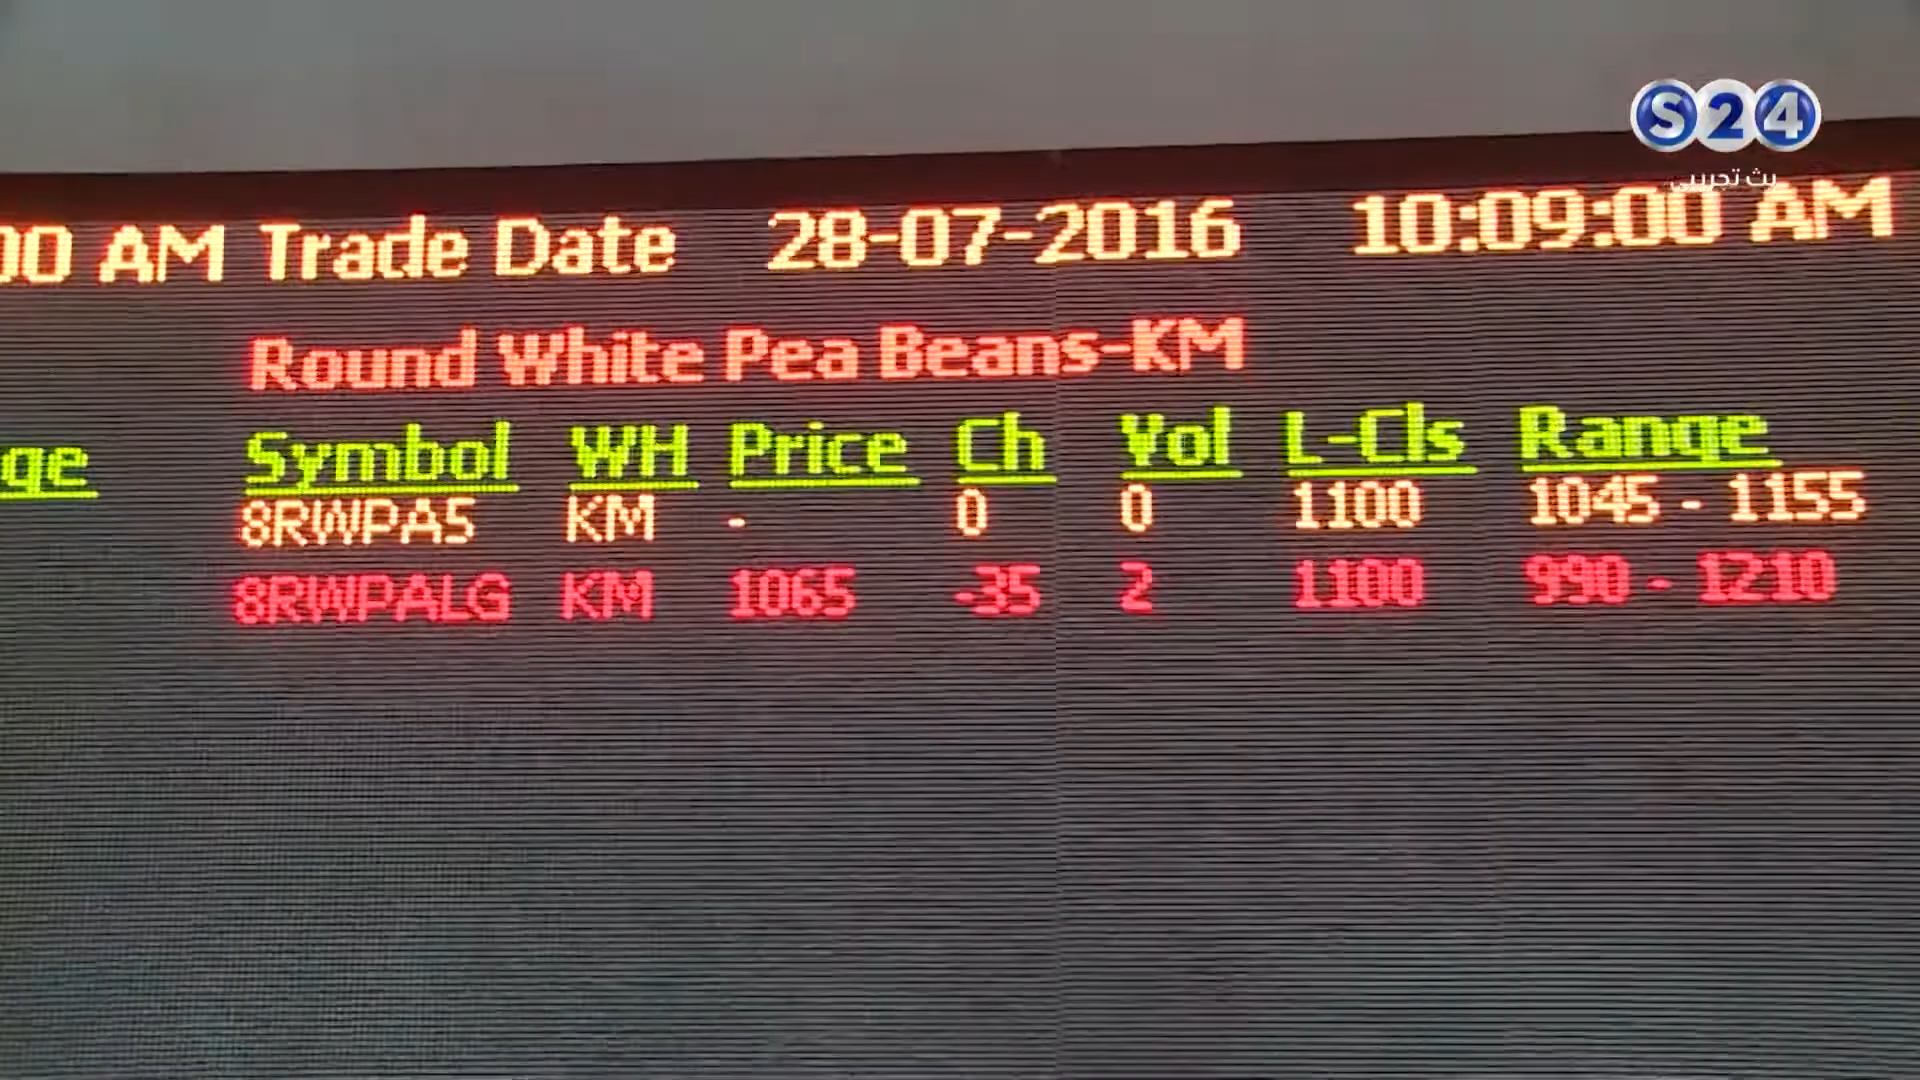 S24
بث تجريبي
00 AM Trade Date 28-07-2016 10:09:00 AM
Round White Pea Beans-KM
ge Symbol WH Price Ch Vol L-Cls Range
8RWPA5 KM - 0 0 1100 1045 - 1155
8RWPALG KM 1065 -35 2 1100 990 - 1210